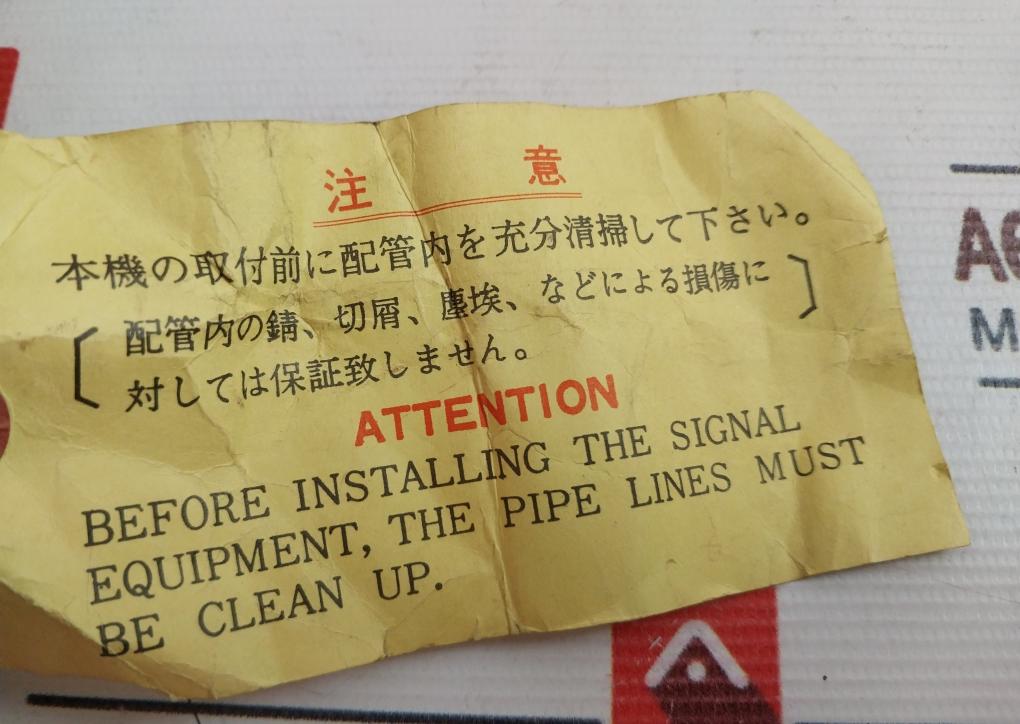 注 意
本機の取付前に配管内を充分清掃して下さい。
配管内の錆、切屑、塵埃、などによる損傷に
対しては保証致しません。
ATTENTION
BEFORE INSTALLING THE SIGNAL
EQUIPMENT, THE PIPE LINES MUST
BE CLEAN UP.